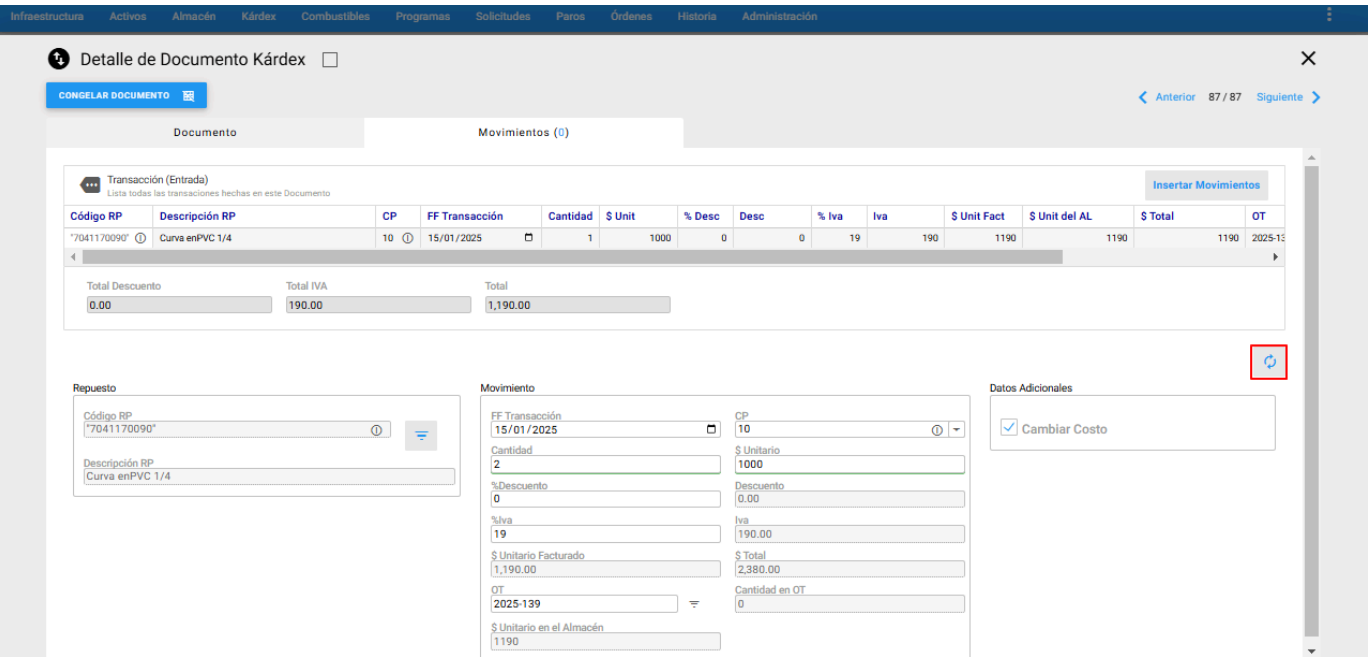 Infraestructura Activos Almacén Kárdex Combustibles Programas Solicitudes Paros Órdenes Historia Administración
Detalle de Documento Kárdex
CONGELAR DOCUMENTO
Anterior 87 / 87 Siguiente
Documento Movimientos (0)
Transacción (Entrada)
Lista todas las transaciones hechas en este Documento
Insertar Movimientos
Código RP Descripción RP CP FF Transacción Cantidad $ Unit % Desc Desc % Iva Iva $ Unit Fact $ Unit del AL $ Total OT
"7041170090" Curva enPVC 1/4 10 15/01/2025 1 1000 0 0 19 190 1190 1190 1190 2025-13
Total Descuento Total IVA Total
0.00 190.00 1,190.00
Repuesto
Código RP
"7041170090"
Descripción RP
Curva enPVC 1/4
Movimiento
FF Transacción CP
15/01/2025 10
Cantidad $ Unitario
2 1000
%Descuento Descuento
0 0.00
%Iva Iva
19 190.00
$ Unitario Facturado $ Total
1,190.00 2,380.00
OT Cantidad en OT
2025-139 0
$ Unitario en el Almacén
1190
Datos Adicionales
Cambiar Costo